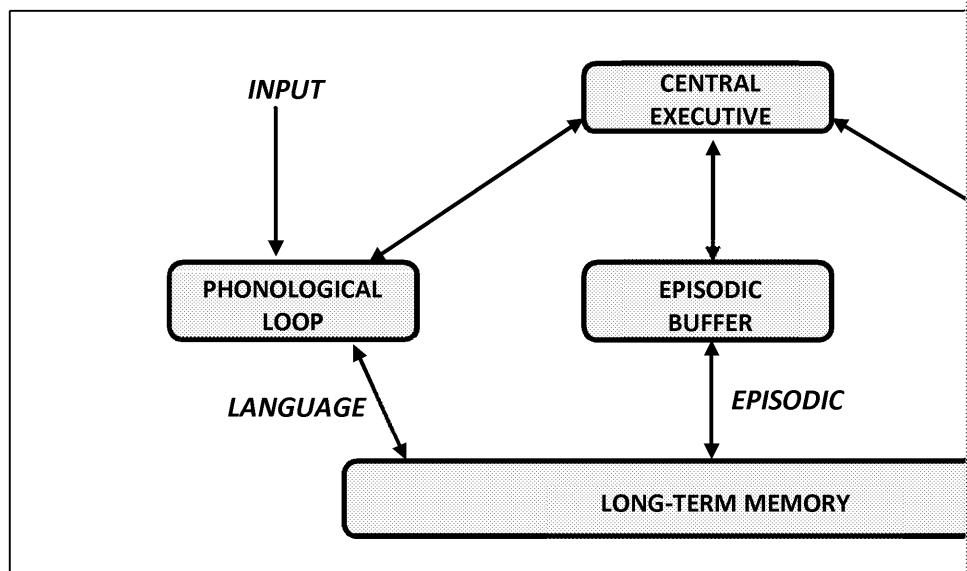 INPUT
CENTRAL
EXECUTIVE
PHONOLOGICAL
LOOP
EPISODIC
BUFFER
LANGUAGE
EPISODIC
LONG-TERM MEMORY